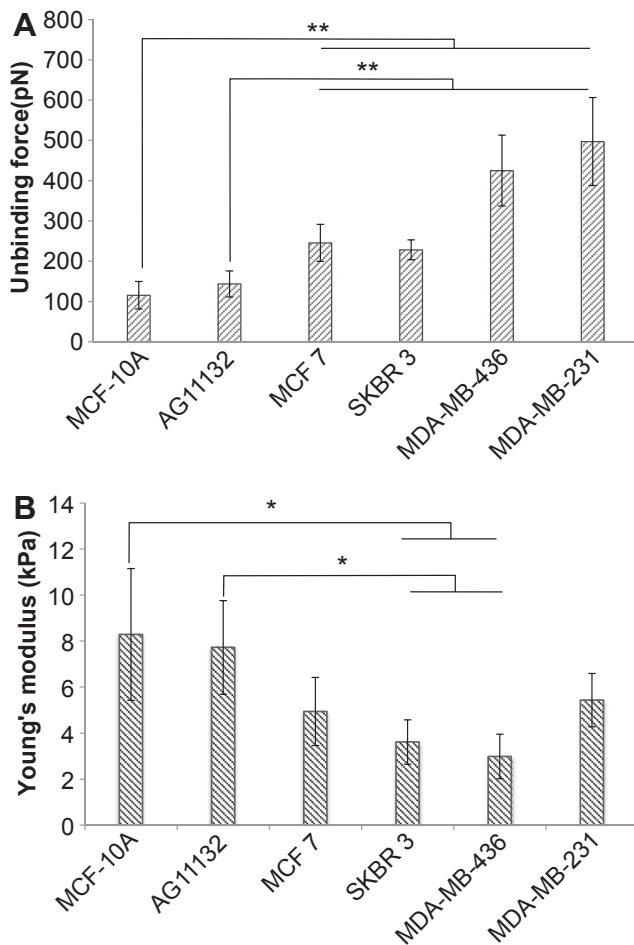 A
Unbinding force(pN)
800
700
600
500
400
300
200
100
0
**
**
MCF-10A
AG11132
MCF 7
SKBR 3
MDA-MB-436
MDA-MB-231
B
Young's modulus (kPa)
14
12
10
8
6
4
2
0
*
*
MCF-10A
AG11132
MCF 7
SKBR 3
MDA-MB-436
MDA-MB-231